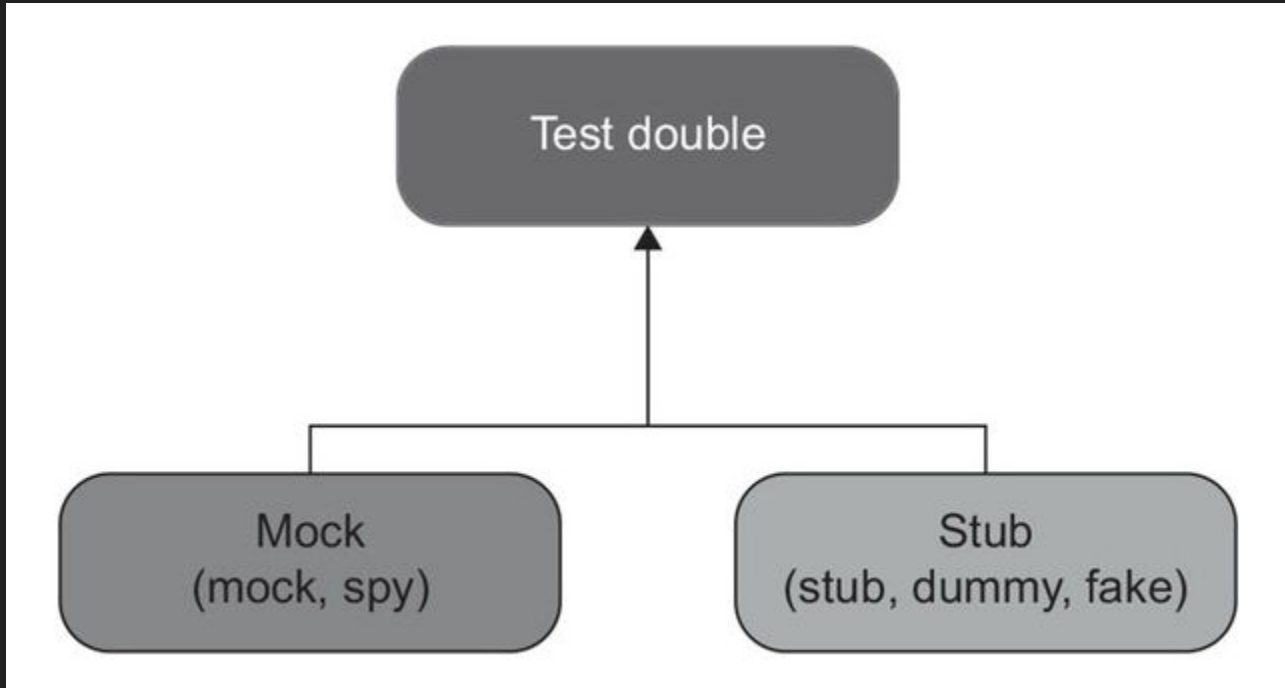 Test double
Mock
(mock, spy)
Stub
(stub, dummy, fake)